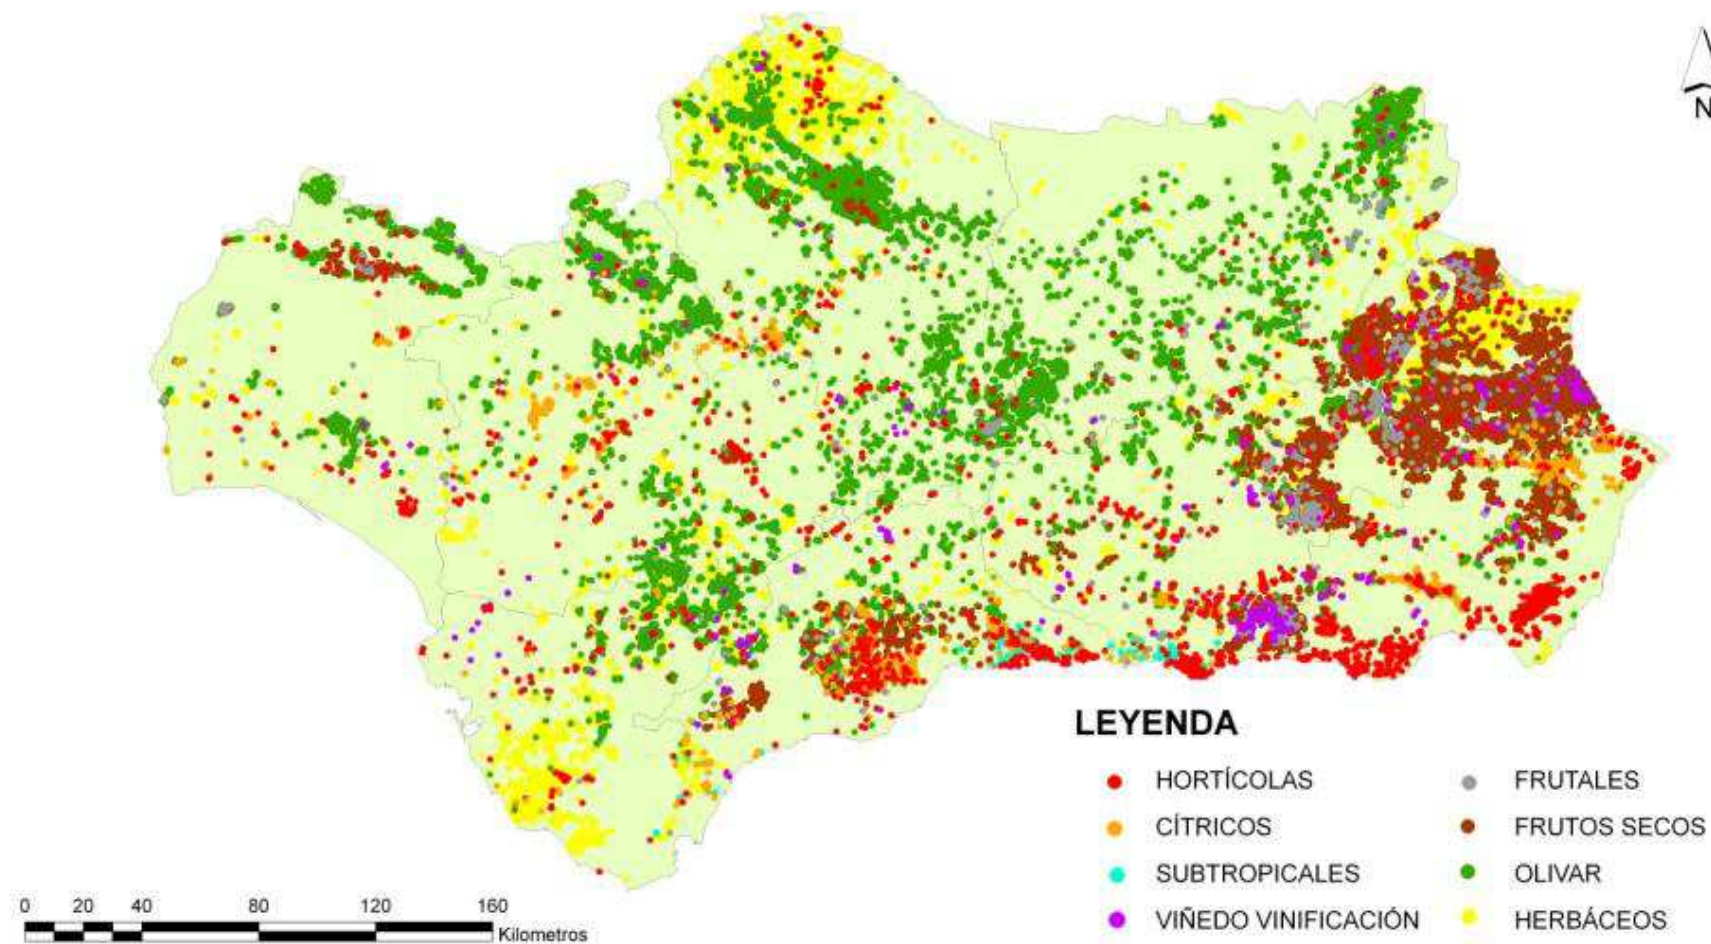 N
LEYENDA
HORTÍCOLAS
CÍTRICOS
SUBTROPICALES
VIÑEDO VINIFICACIÓN
FRUTALES
FRUTOS SECOS
OLIVAR
HERBÁCEOS
0 20 40 80 120 160
Kilometros